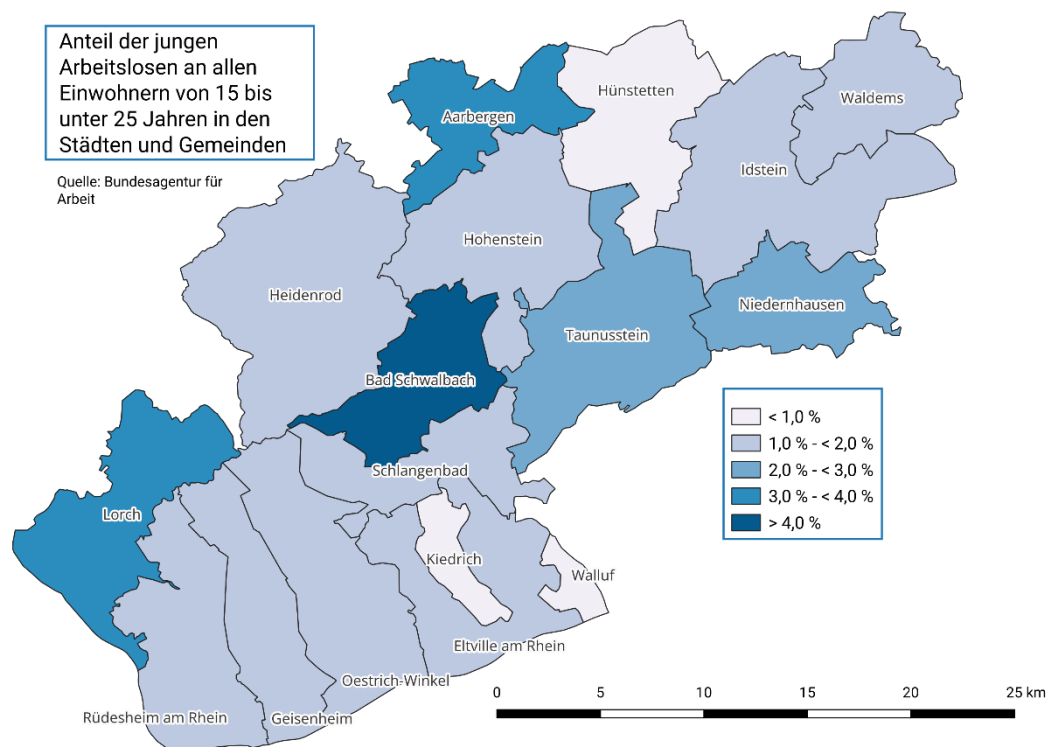 Anteil der jungen
Arbeitslosen an allen
Einwohnern von 15 bis
unter 25 Jahren in den
Städten und Gemeinden
Quelle: Bundesagentur für
Arbeit
Hünstetten
Waldems
Aarbergen
Idstein
Hohenstein
Heidenrod
Niedernhausen
Taunusstein
Bad Schwalbach
< 1,0 %
1,0 % - < 2,0 %
2,0 % - < 3,0 %
3,0 % - < 4,0 %
> 4,0 %
Schlangenbad
Lorch
Kiedrich
Walluf
Eltville am Rhein
Oestrich-Winkel
Rüdesheim am Rhein
Geisenheim
0 5 10 15 20 25 km